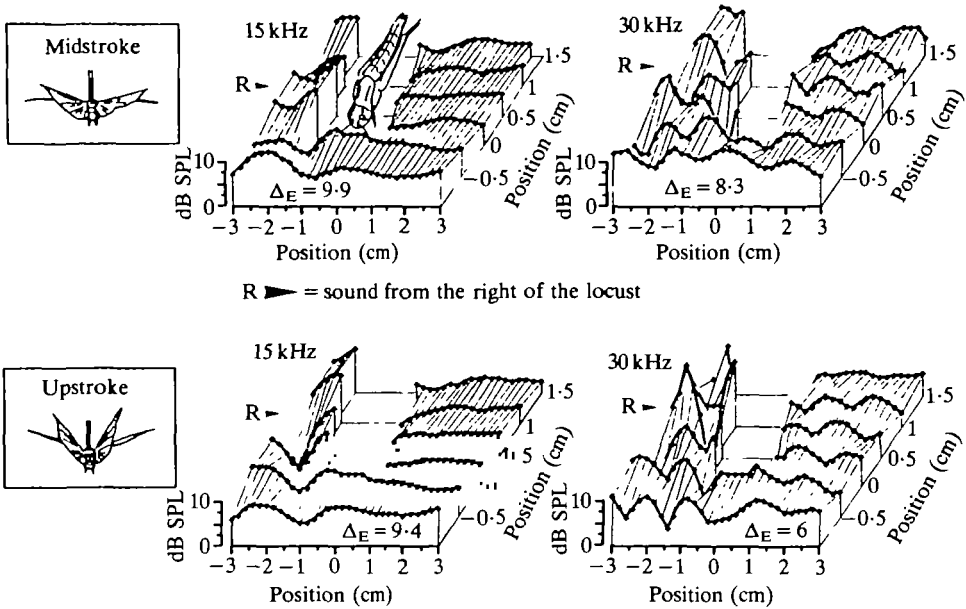 Midstroke
15 kHz
R
1·5
1
0·5
0
−0·5
Position (cm)
dB SPL
10
0
ΔE = 9·9
−3 −2 −1 0 1 2 3
Position (cm)
30 kHz
R
1·5
1
0·5
0
−0·5
Position (cm)
dB SPL
10
0
ΔE = 8·3
−3 −2 −1 0 1 2 3
Position (cm)
R = sound from the right of the locust
Upstroke
15 kHz
R
1·5
1
−0·5
Position (cm)
dB SPL
10
0
ΔE = 9·4
−3 −2 −1 0 1 2 3
Position (cm)
30 kHz
R
1·5
1
0·5
0
−0·5
Position (cm)
dB SPL
10
0
ΔE = 6
−3 −2 −1 0 1 2 3
Position (cm)